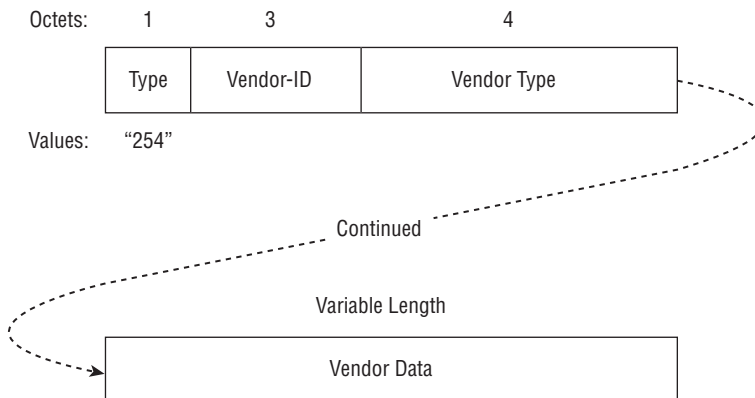 Octets: 1 3 4
Type Vendor-ID Vendor Type
Values: “254”
Continued
Variable Length
Vendor Data